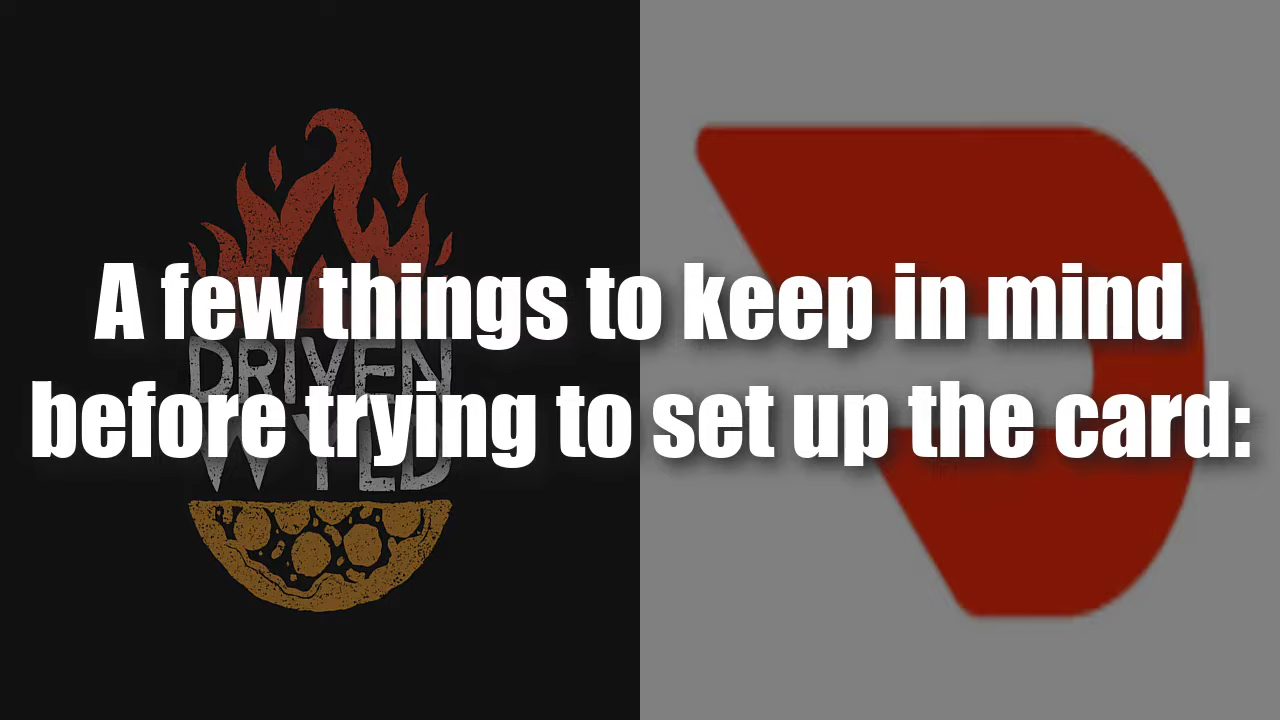 A few things to keep in mind
DRIVEN
before trying to set up the card:
WYLD